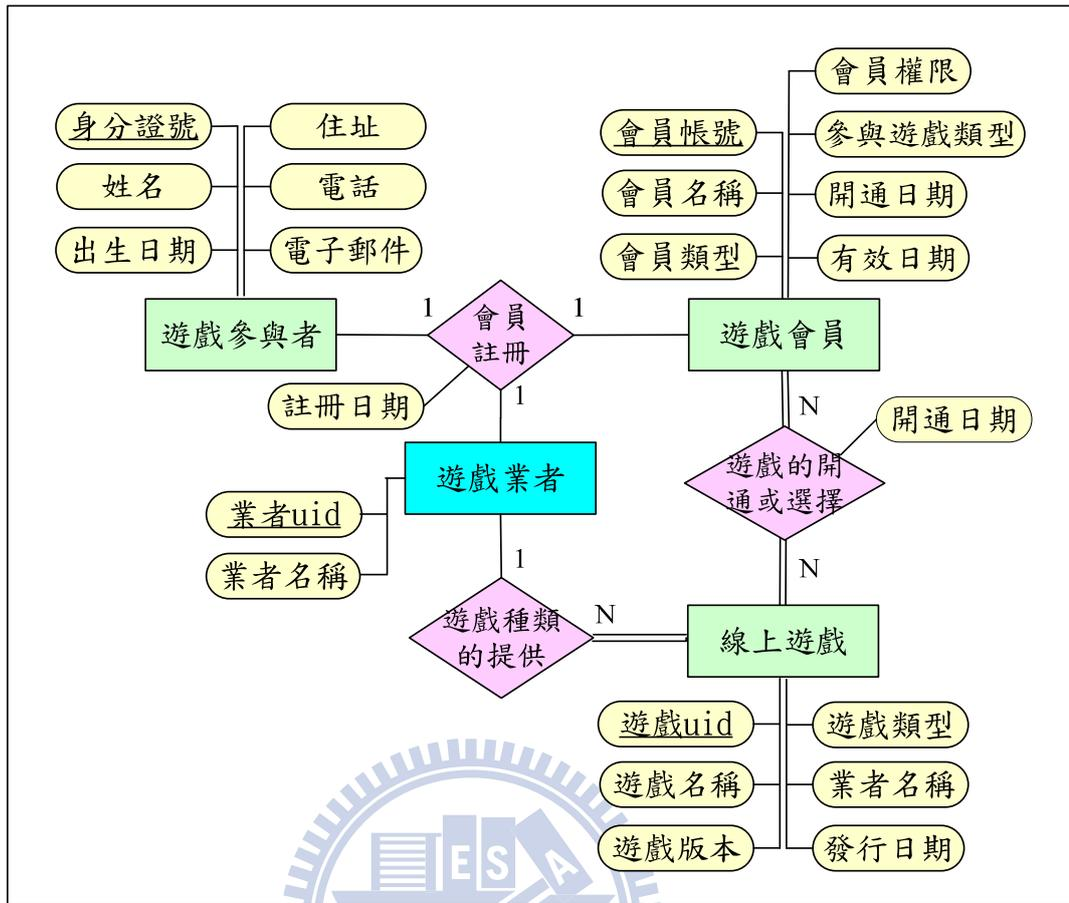 會員權限
身分證號
住址
會員帳號
參與遊戲類型
姓名
電話
會員名稱
開通日期
出生日期
電子郵件
會員類型
有效日期
遊戲參與者
1
會員
註冊
1
遊戲會員
註冊日期
1
N
開通日期
遊戲業者
遊戲的開
通或選擇
業者uid
業者名稱
1
N
遊戲種類
的提供
N
線上遊戲
遊戲uid
遊戲類型
遊戲名稱
業者名稱
遊戲版本
發行日期
E S A